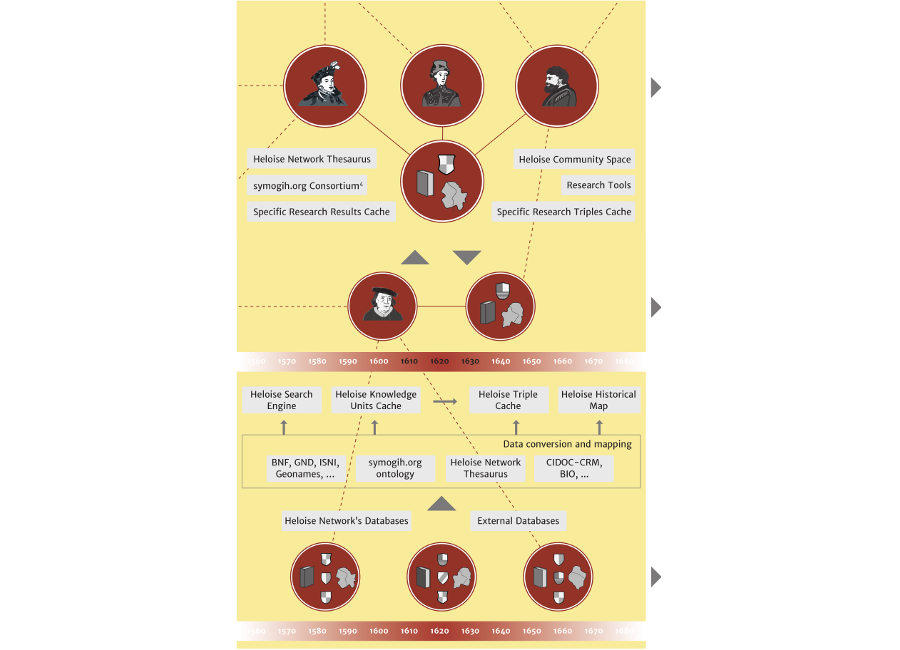 Heloise Network Thesaurus
Heloise Community Space
symogih.org Consortium⁴
Research Tools
Specific Research Results Cache
Specific Research Triples Cache
1570 1580 1590 1600 1610 1620 1630 1640 1650 1660 1670
Heloise Search
Engine
Heloise Knowledge
Units Cache
Heloise Triple
Cache
Heloise Historical
Map
Data conversion and mapping
BNF, GND, ISNI,
Geonames, ...
symogih.org
ontology
Heloise Network
Thesaurus
CIDOC-CRM,
BIO, ...
Heloise Network's Databases
External Databases
1570 1580 1590 1600 1610 1620 1630 1640 1650 1660 1670